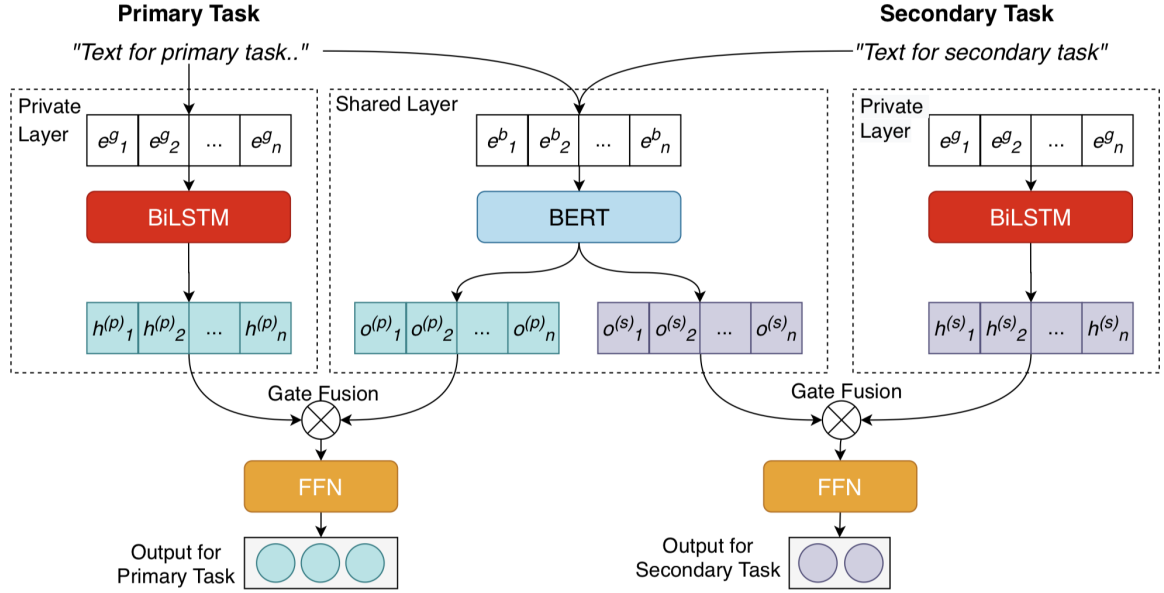 Primary Task
Secondary Task
"Text for primary task.."
"Text for secondary task"
Private
Layer
e^g_1 e^g_2 ... e^g_n
BiLSTM
h^(p)_1 h^(p)_2 ... h^(p)_n
Shared Layer
e^b_1 e^b_2 ... e^b_n
BERT
o^(p)_1 o^(p)_2 ... o^(p)_n
o^(s)_1 o^(s)_2 ... o^(s)_n
Private
Layer
e^g_1 e^g_2 ... e^g_n
BiLSTM
h^(s)_1 h^(s)_2 ... h^(s)_n
Gate Fusion
Gate Fusion
FFN
FFN
Output for
Primary Task
Output for
Secondary Task